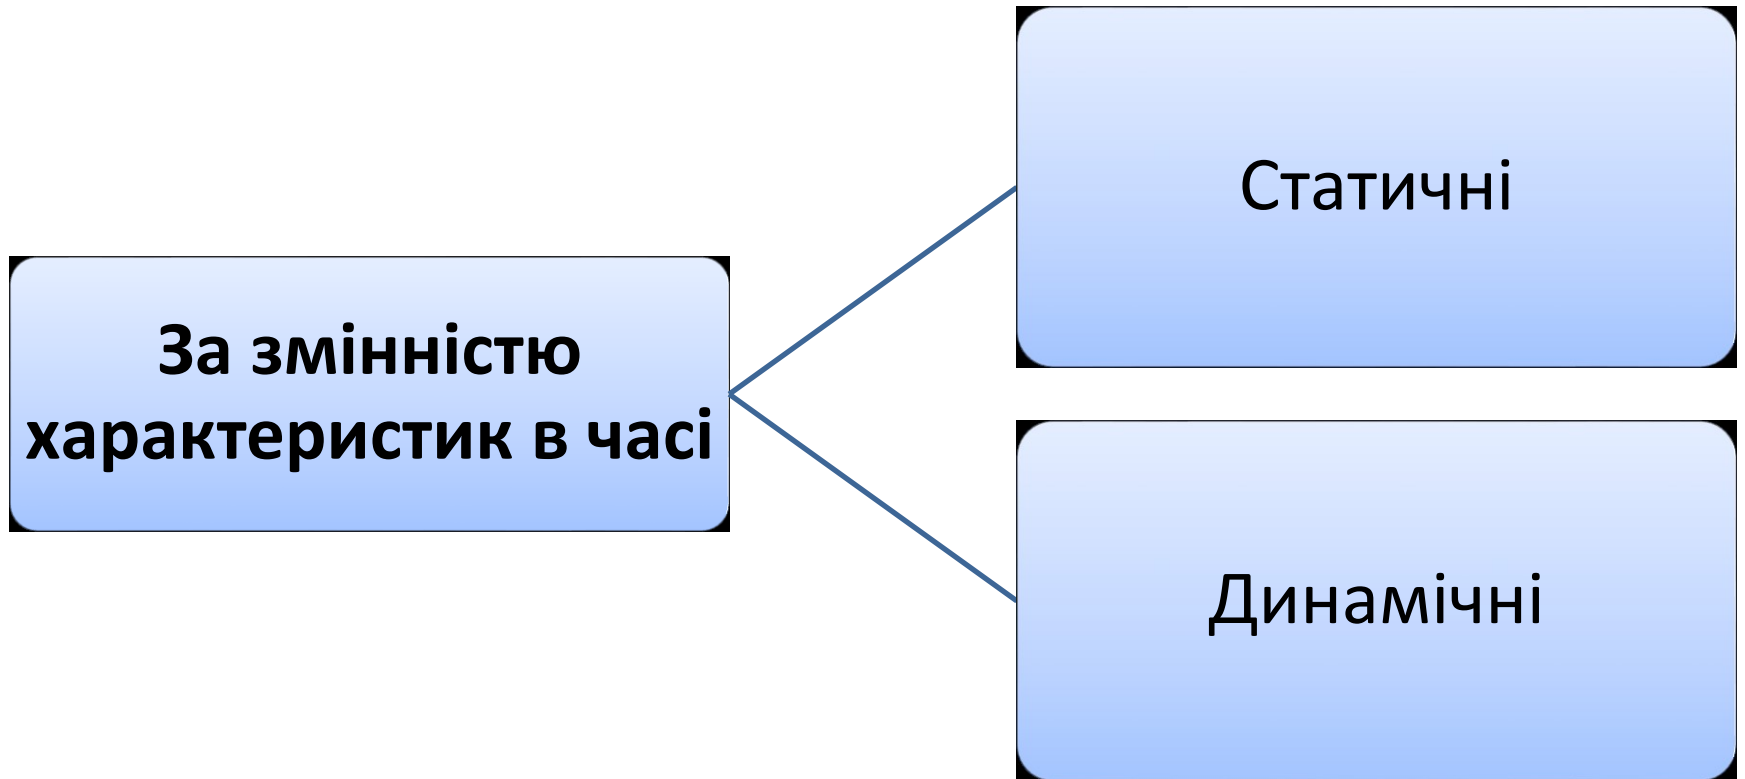 За змінністю
характеристик в часі
Статичні
Динамічні